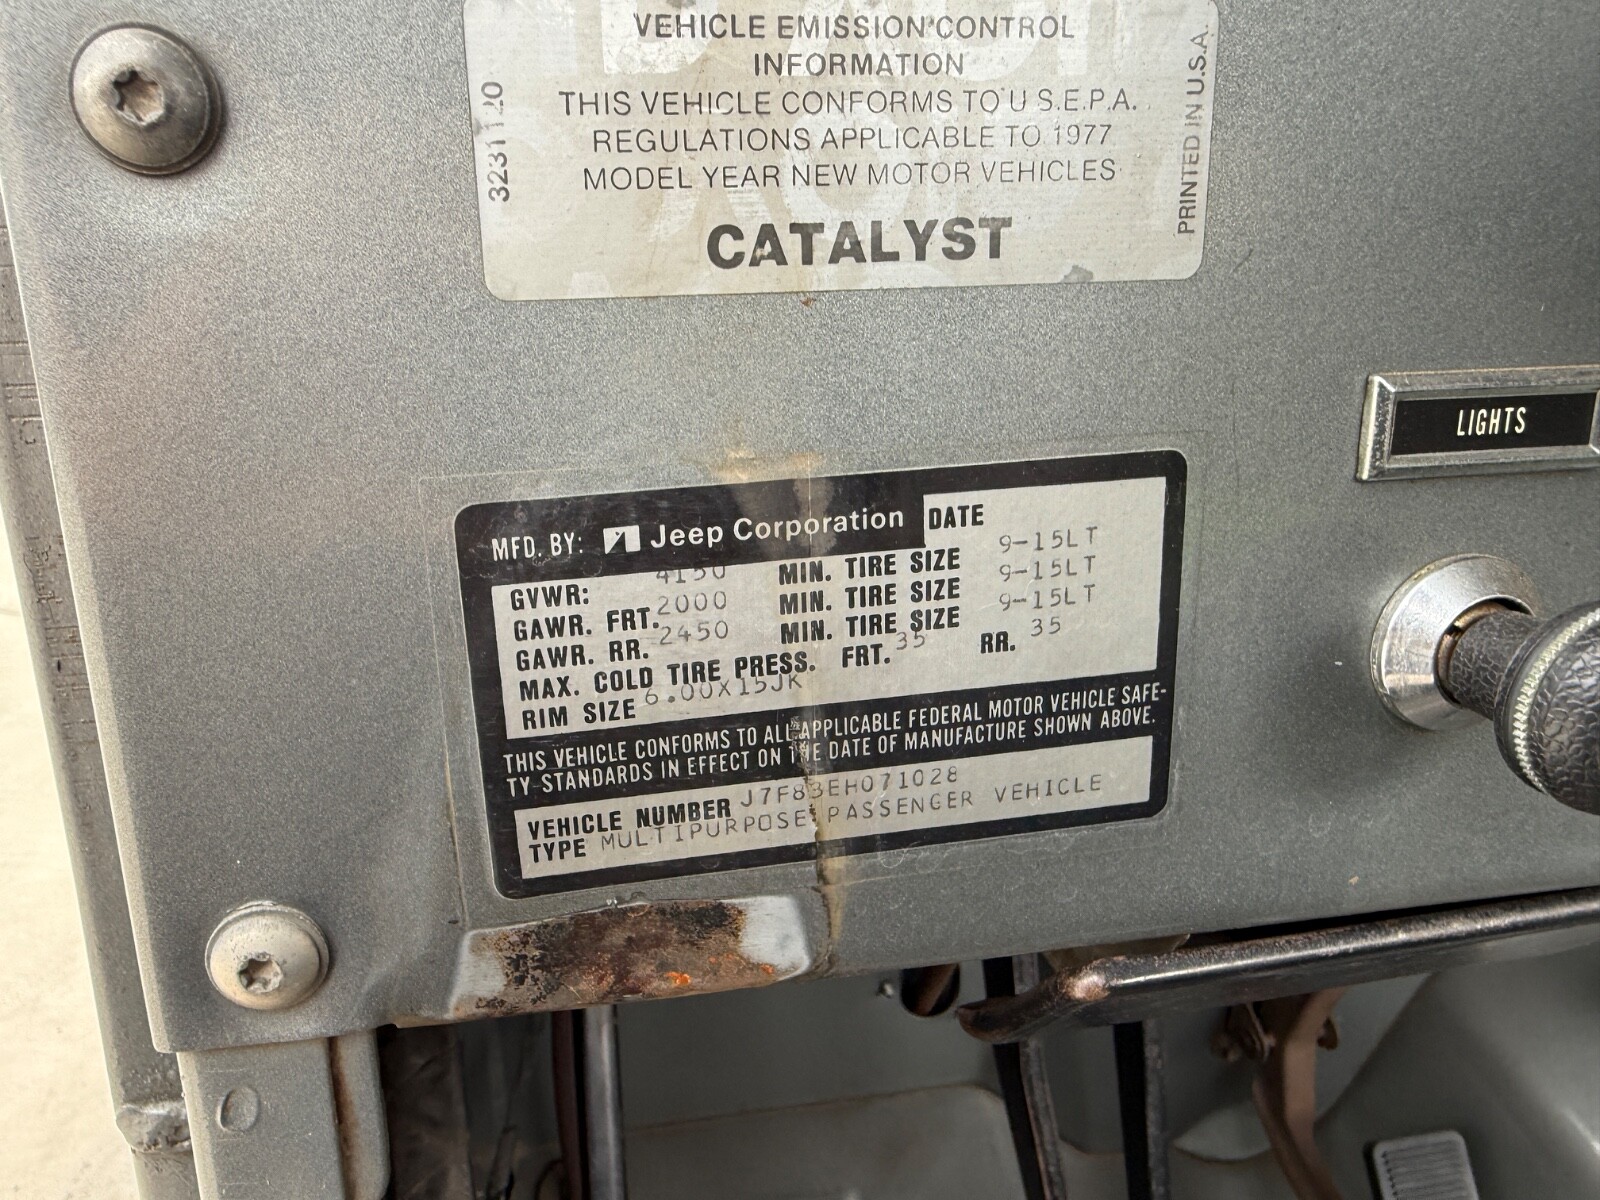 VEHICLE EMISSION CONTROL
INFORMATION
THIS VEHICLE CONFORMS TO U S.E.P.A.
REGULATIONS APPLICABLE TO 1977
MODEL YEAR NEW MOTOR VEHICLES
CATALYST
3231120
PRINTED IN U.S.A.
LIGHTS
MFD. BY: Jeep Corporation DATE
GVWR: 4150 MIN. TIRE SIZE 9-15LT
GAWR. FRT. 2000 MIN. TIRE SIZE 9-15LT
GAWR. RR. 2450 MIN. TIRE SIZE 9-15LT
MAX. COLD TIRE PRESS. FRT. 35 RR. 35
RIM SIZE 6.00X15JK
THIS VEHICLE CONFORMS TO ALL APPLICABLE FEDERAL MOTOR VEHICLE SAFE-
TY STANDARDS IN EFFECT ON THE DATE OF MANUFACTURE SHOWN ABOVE.
VEHICLE NUMBER J7F83EH071028
TYPE MULTIPURPOSE PASSENGER VEHICLE